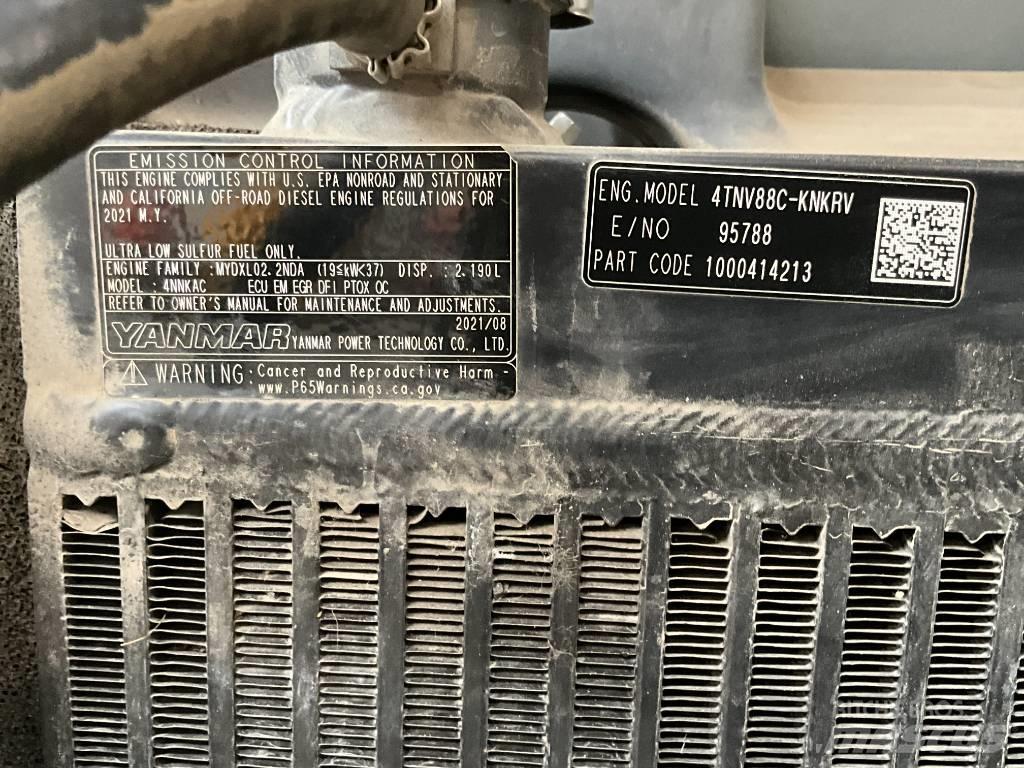 EMISSION CONTROL INFORMATION
THIS ENGINE COMPLIES WITH U.S. EPA NONROAD AND STATIONARY
AND CALIFORNIA OFF-ROAD DIESEL ENGINE REGULATIONS FOR
2021 M.Y.
ULTRA LOW SULFUR FUEL ONLY.
ENGINE FAMILY : MYDXL02.2NDA (19≦kW<37) DISP. : 2.190L
MODEL : 4NNKAC ECU EM EGR DFI PTOX OC
REFER TO OWNER'S MANUAL FOR MAINTENANCE AND ADJUSTMENTS.
2021/08
YANMAR YANMAR POWER TECHNOLOGY CO., LTD.
WARNING: Cancer and Reproductive Harm -
www.P65Warnings.ca.gov
ENG.MODEL 4TNV88C-KNKRV
E/NO 95788
PART CODE 1000414213